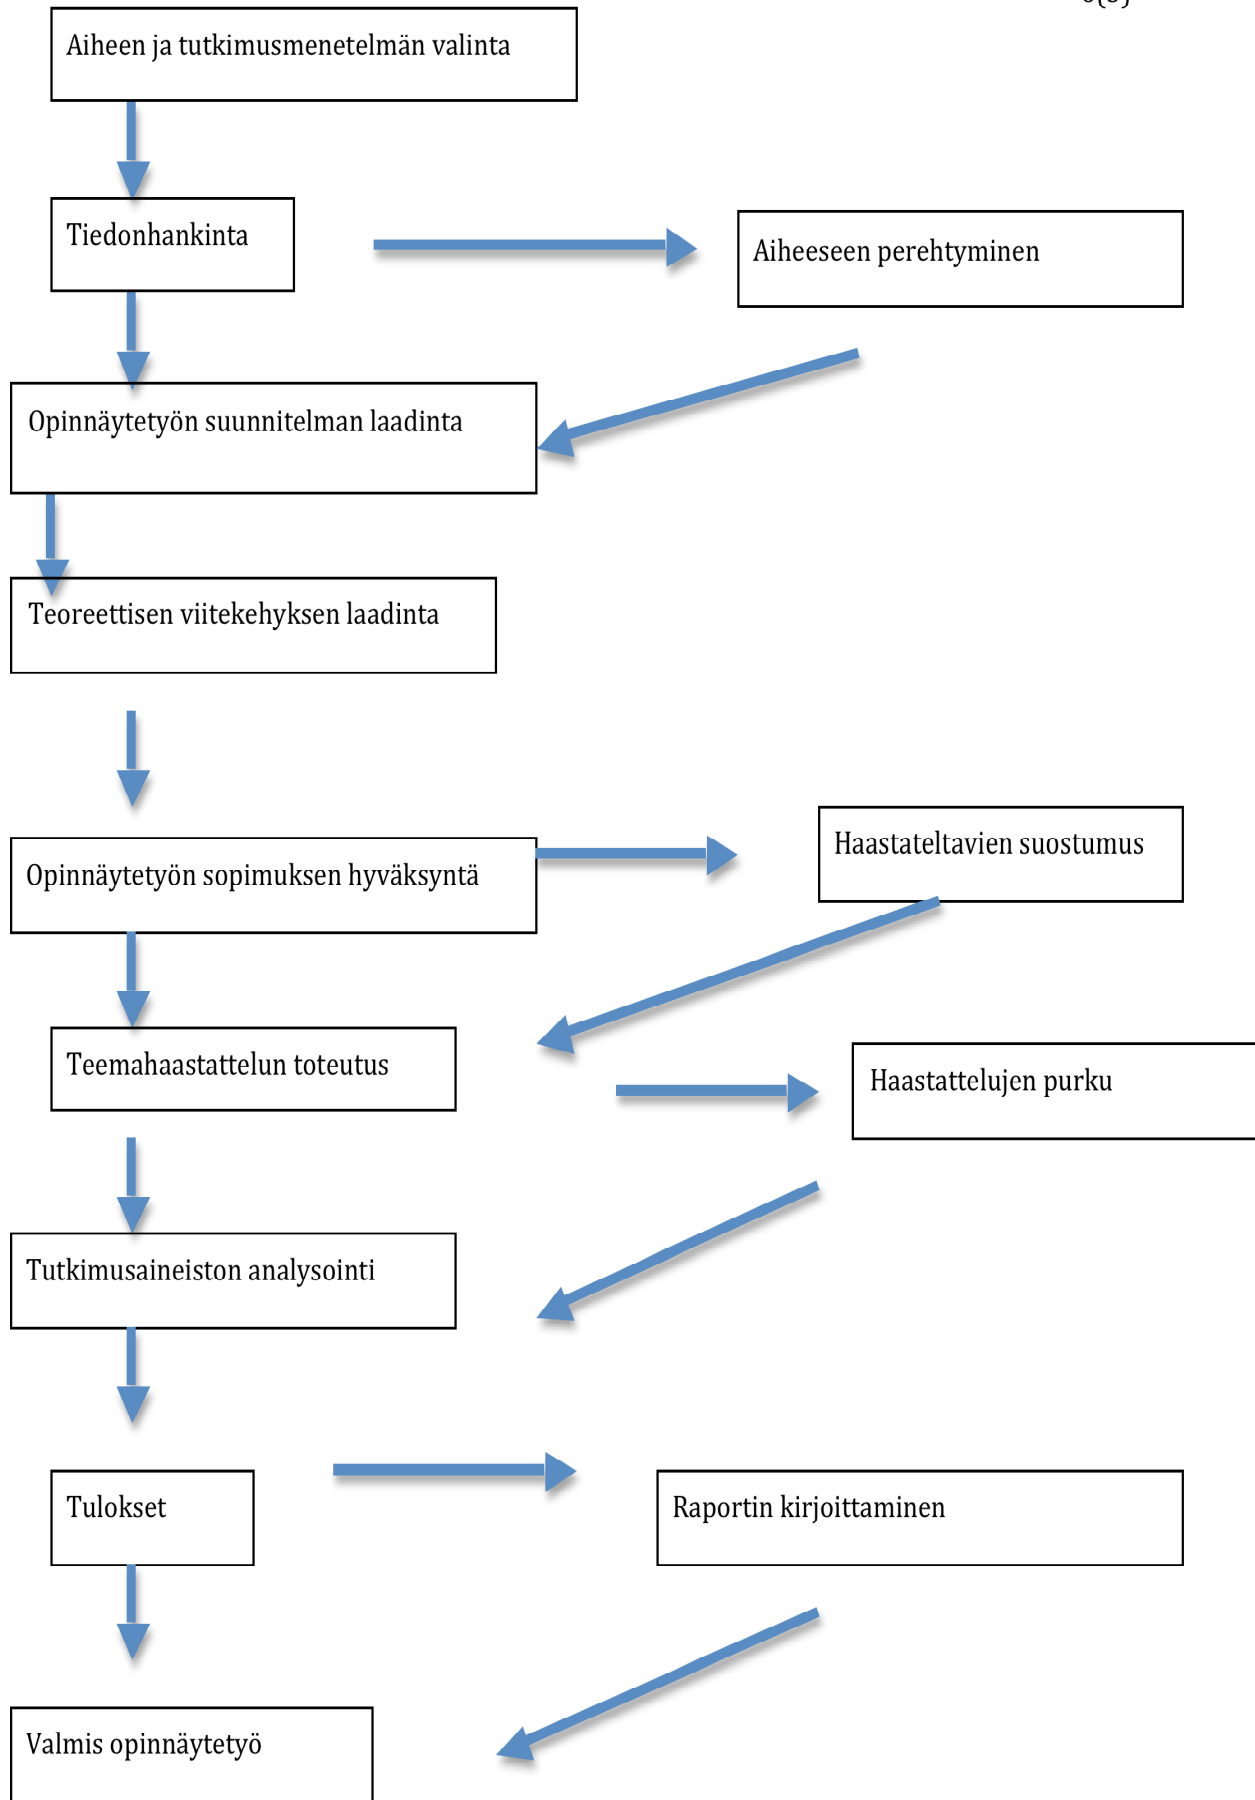 Aiheen ja tutkimusmenetelmän valinta
Tiedonhankinta
Aiheeseen perehtyminen
Opinnäytetyön suunnitelman laadinta
Teoreettisen viitekehyksen laadinta
Haastateltavien suostumus
Opinnäytetyön sopimuksen hyväksyntä
Teemahaastattelun toteutus
Haastattelujen purku
Tutkimusaineiston analysointi
Tulokset
Raportin kirjoittaminen
Valmis opinnäytetyö